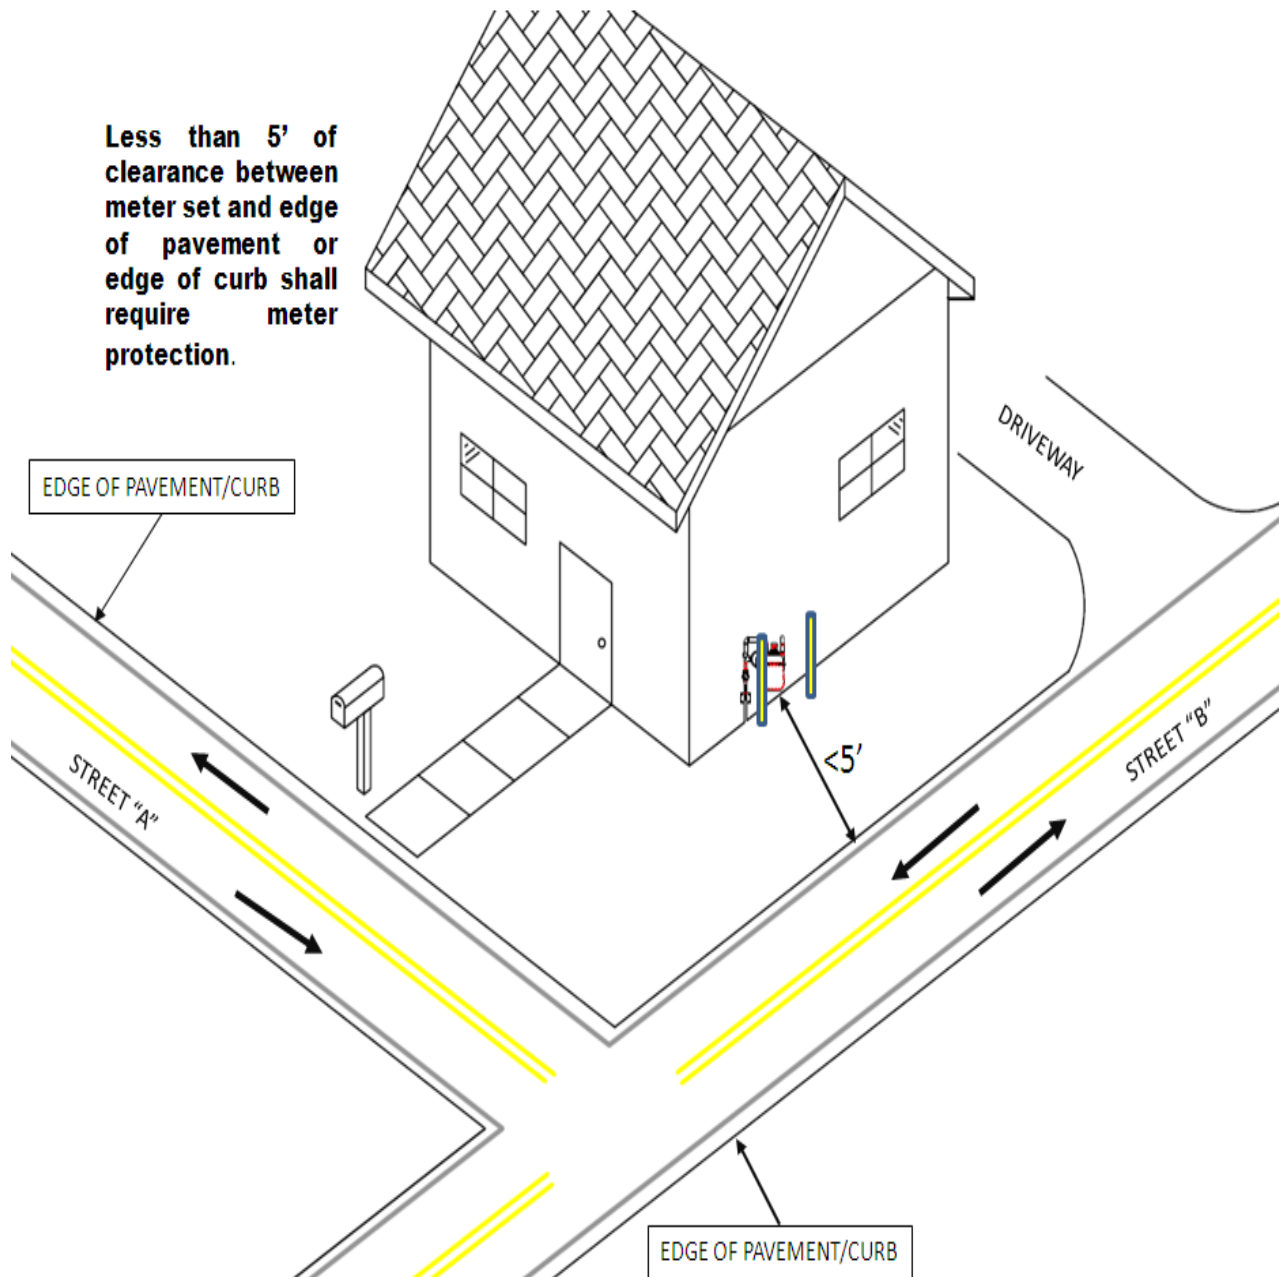 Less than 5’ of
clearance between
meter set and edge
of pavement or
edge of curb shall
require meter
protection.
DRIVEWAY
EDGE OF PAVEMENT/CURB
<5’
STREET “B”
STREET “A”
EDGE OF PAVEMENT/CURB